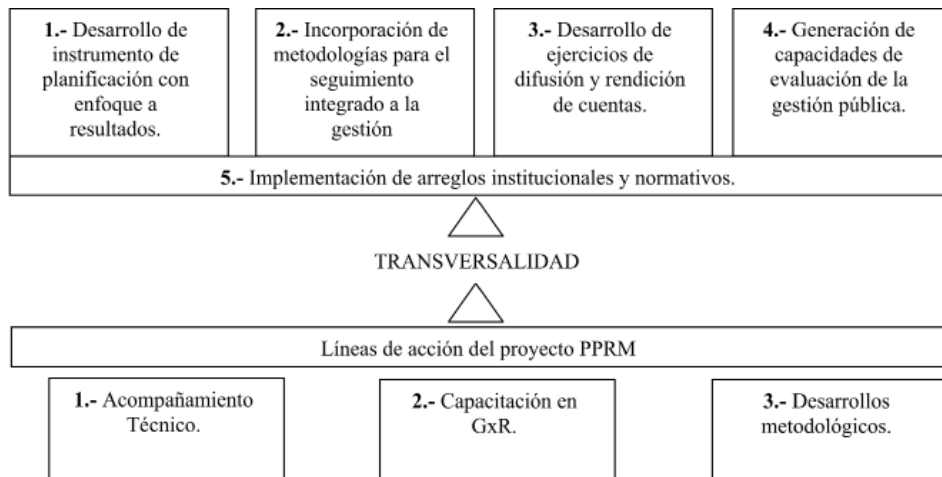 1.- Desarrollo de
instrumento de
planificación con
enfoque a
resultados.
2.- Incorporación de
metodologías para el
seguimiento
integrado a la
gestión
3.- Desarrollo de
ejercicios de
difusión y rendición
de cuentas.
4.- Generación de
capacidades de
evaluación de la
gestión pública.
5.- Implementación de arreglos institucionales y normativos.
TRANSVERSALIDAD
Líneas de acción del proyecto PPRM
1.- Acompañamiento
Técnico.
2.- Capacitación en
GxR.
3.- Desarrollos
metodológicos.